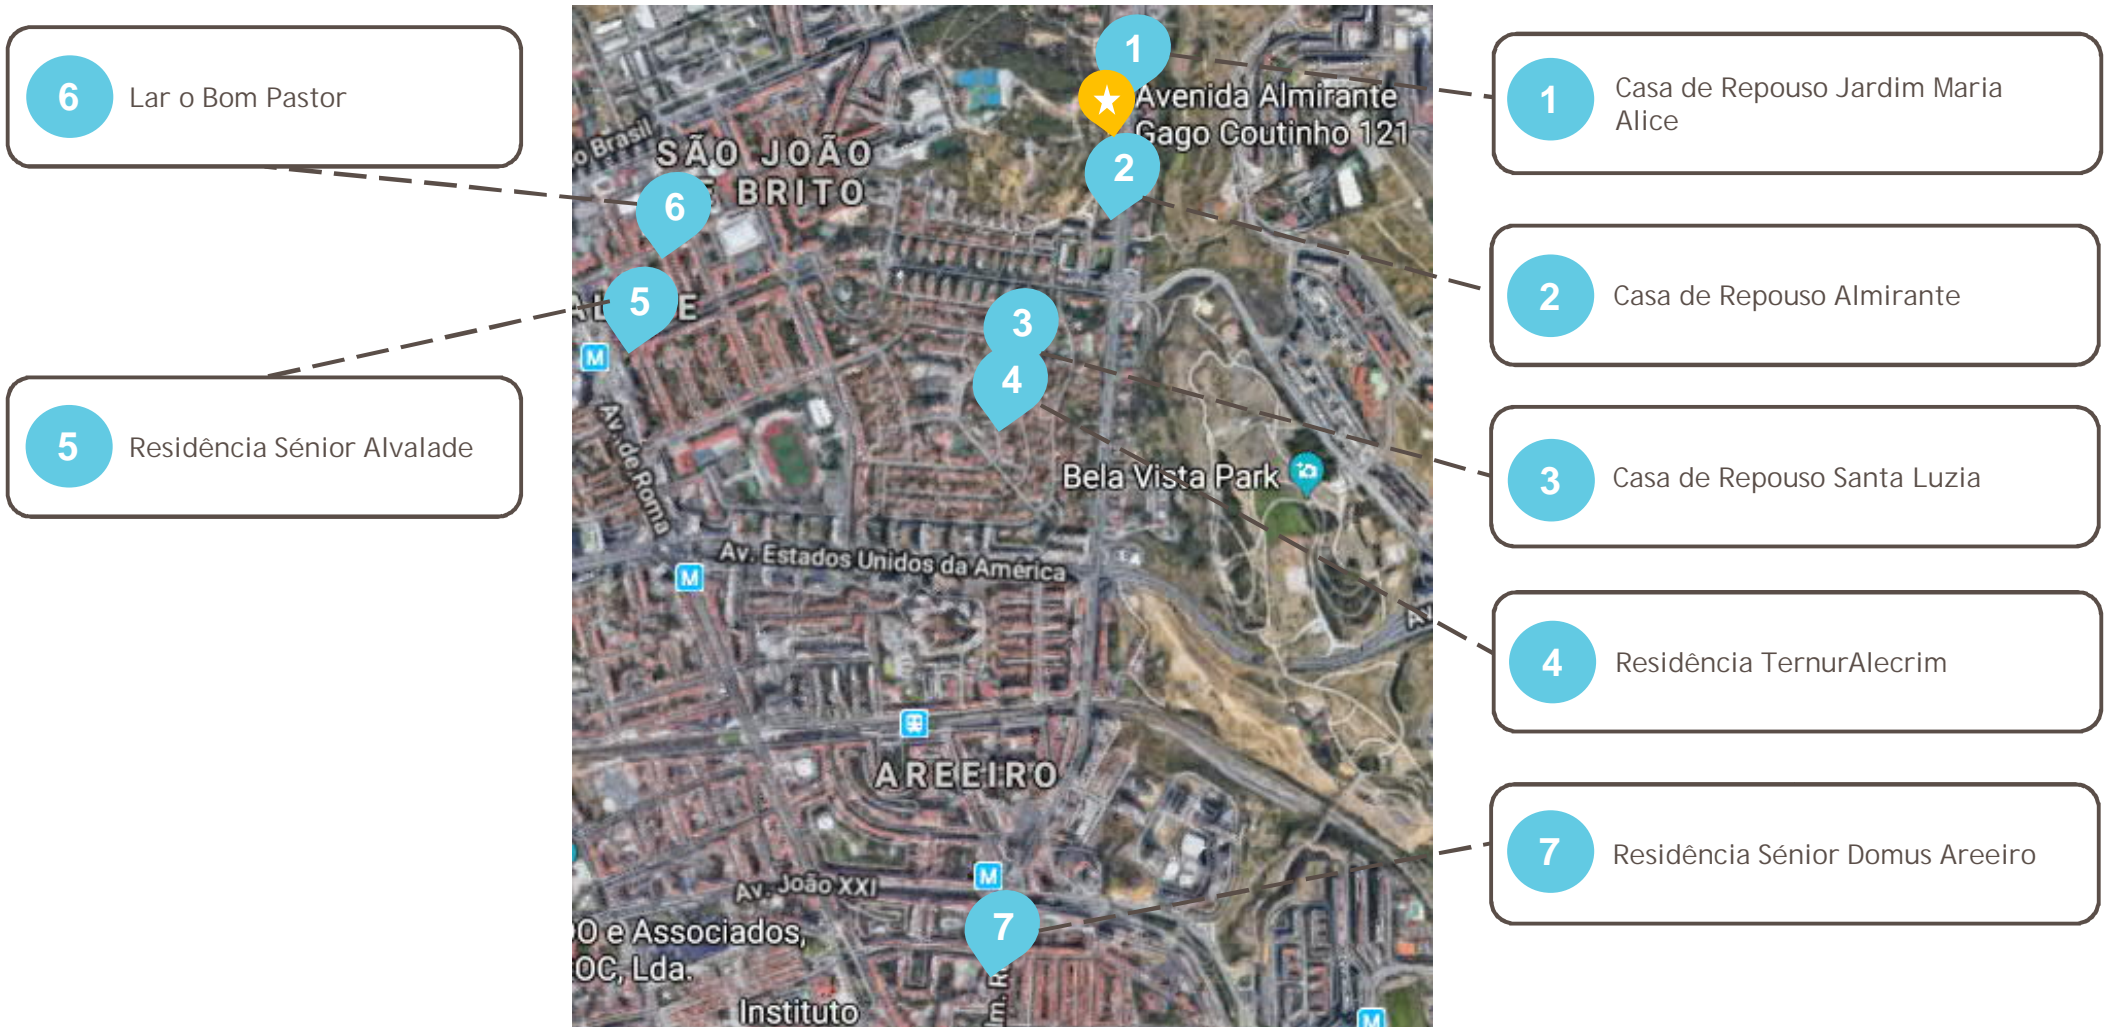 6
Lar o Bom Pastor
5
Residência Sénior Alvalade
1
Avenida Almirante
Gago Coutinho 121
2
o Brasil
SÃO JOÃO
E BRITO
6
5
AL
E
M
3
4
Av. de Roma
Bela Vista Park
Av. Estados Unidos da América
M
AREEIRO
M
Av. João XXI
7
O e Associados,
OC, Lda.
Instituto
M
1
Casa de Repouso Jardim Maria
Alice
2
Casa de Repouso Almirante
3
Casa de Repouso Santa Luzia
4
Residência TernurAlecrim
7
Residência Sénior Domus Areeiro